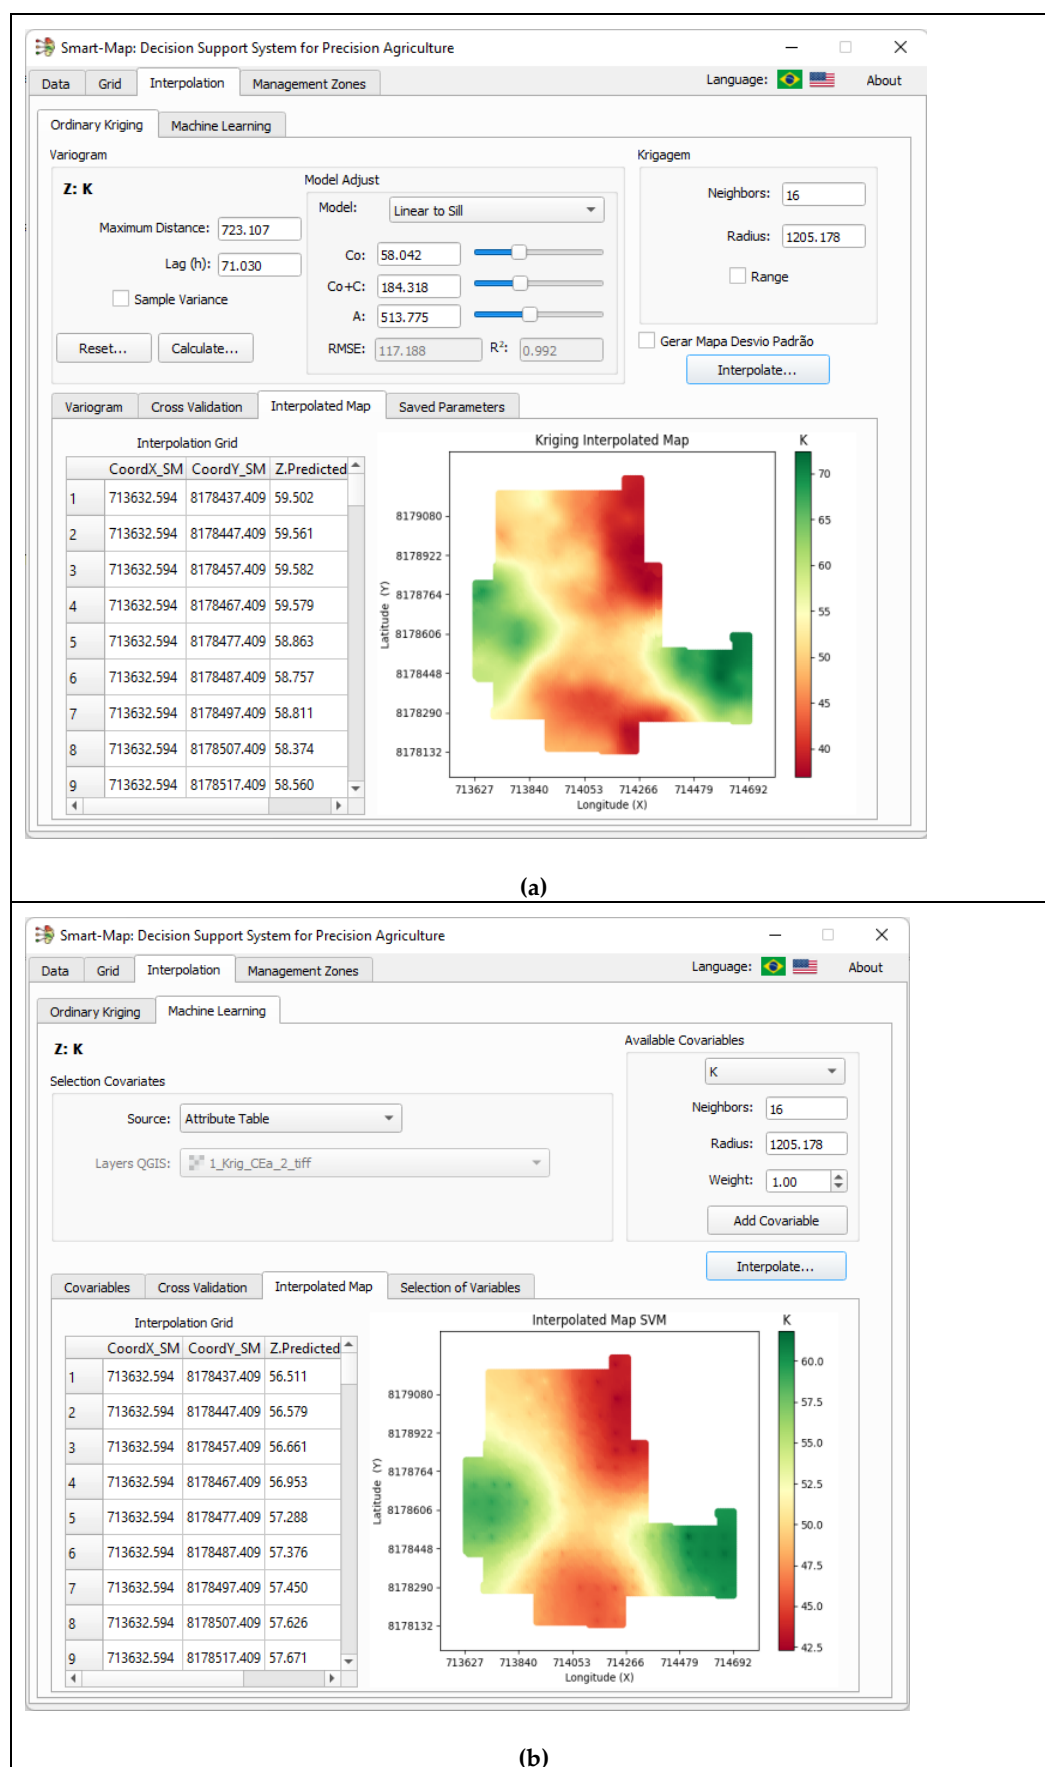 Smart-Map: Decision Support System for Precision Agriculture
Data Grid Interpolation Management Zones Language: About
Ordinary Kriging Machine Learning
Variogram
Z: K
Maximum Distance: 723.107
Lag (h): 71.030
Sample Variance
Reset... Calculate...
Model Adjust
Model: Linear to Sill
Co: 58.042
Co+C: 184.318
A: 513.775
RMSE: 117.188 R²: 0.992
Krigagem
Neighbors: 16
Radius: 1205.178
Range
Gerar Mapa Desvio Padrão
Interpolate...
Variogram Cross Validation Interpolated Map Saved Parameters
Interpolation Grid
CoordX_SM CoordY_SM Z.Predicted
1 713632.594 8178437.409 59.502
2 713632.594 8178447.409 59.561
3 713632.594 8178457.409 59.582
4 713632.594 8178467.409 59.579
5 713632.594 8178477.409 58.863
6 713632.594 8178487.409 58.757
7 713632.594 8178497.409 58.811
8 713632.594 8178507.409 58.374
9 713632.594 8178517.409 58.560
Kriging Interpolated Map K
Latitude (Y)
8179080
8178922
8178764
8178606
8178448
8178290
8178132
713627 713840 714053 714266 714479 714692
Longitude (X)
70
65
60
55
50
45
40
(a)
Smart-Map: Decision Support System for Precision Agriculture
Data Grid Interpolation Management Zones Language: About
Ordinary Kriging Machine Learning
Z: K
Selection Covariates
Source: Attribute Table
Layers QGIS: 1_Krig_CEa_2_tiff
Available Covariables
K
Neighbors: 16
Radius: 1205.178
Weight: 1.00
Add Covariable
Interpolate...
Covariables Cross Validation Interpolated Map Selection of Variables
Interpolation Grid
CoordX_SM CoordY_SM Z.Predicted
1 713632.594 8178437.409 56.511
2 713632.594 8178447.409 56.579
3 713632.594 8178457.409 56.661
4 713632.594 8178467.409 56.953
5 713632.594 8178477.409 57.288
6 713632.594 8178487.409 57.376
7 713632.594 8178497.409 57.450
8 713632.594 8178507.409 57.626
9 713632.594 8178517.409 57.671
Interpolated Map SVM K
Latitude (Y)
8179080
8178922
8178764
8178606
8178448
8178290
8178132
713627 713840 714053 714266 714479 714692
Longitude (X)
60.0
57.5
55.0
52.5
50.0
47.5
45.0
42.5
(b)